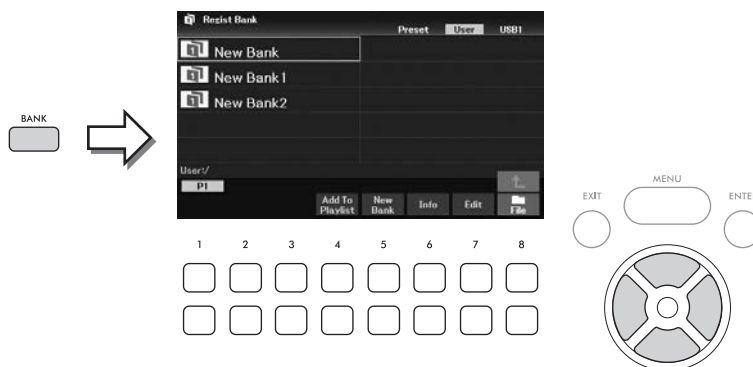 Regist Bank
Preset User USB1
New Bank
New Bank1
New Bank2
User:/
P1
Add To Playlist
New Bank
Info
Edit
File
BANK
1 2 3 4 5 6 7 8
MENU
EXIT
ENTE